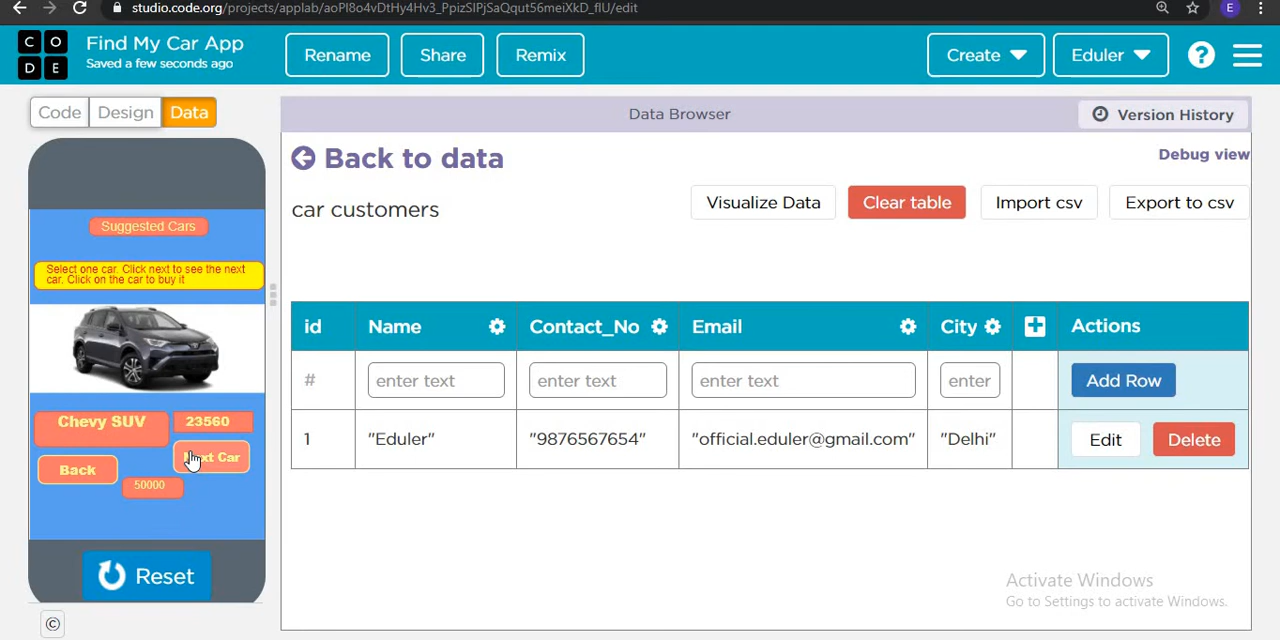 studio.code.org/projects/applab/aoPI8o4vDtHy4Hv3_PpizSlPjSaQqut56meiXkD_fIU/edit
E
C O
D E
Find My Car App
Saved a few seconds ago
Rename
Share
Remix
Create
Eduler
?
Code
Design
Data
Data Browser
Version History
Back to data
Debug view
car customers
Visualize Data
Clear table
Import csv
Export to csv
Suggested Cars
Select one car. Click next to see the next
car. Click on the car to buy it
Chevy SUV
23560
Next Car
Back
50000
Reset
©
id Name Contact_No Email City Actions
# enter text enter text enter text enter Add Row
1 "Eduler" "9876567654" "official.eduler@gmail.com" "Delhi" Edit Delete
Activate Windows
Go to Settings to activate Windows.